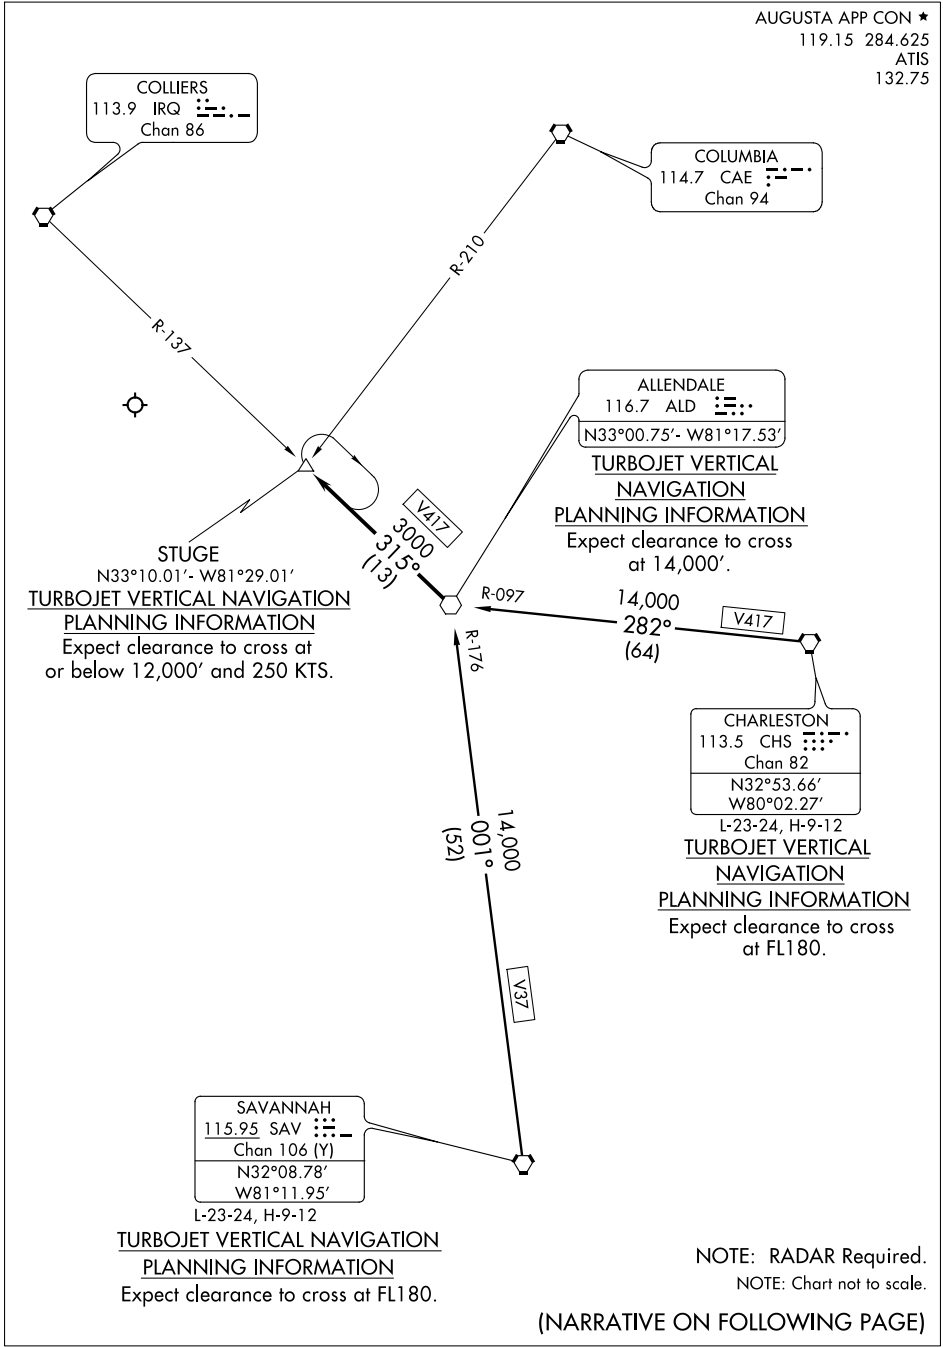 AUGUSTA APP CON ★
119.15 284.625
ATIS
132.75
COLLIERS
113.9 IRQ
Chan 86
COLUMBIA
114.7 CAE
Chan 94
R-210
R-137
ALLENDALE
116.7 ALD
N33°00.75′- W81°17.53′
TURBOJET VERTICAL
NAVIGATION
PLANNING INFORMATION
Expect clearance to cross
at 14,000′.
V417
3000
315°
(13)
STUGE
N33°10.01′- W81°29.01′
TURBOJET VERTICAL NAVIGATION
PLANNING INFORMATION
Expect clearance to cross at
or below 12,000′ and 250 KTS.
R-097
14,000
282°
(64)
V417
R-176
CHARLESTON
113.5 CHS
Chan 82
N32°53.66′
W80°02.27′
L-23-24, H-9-12
TURBOJET VERTICAL
NAVIGATION
PLANNING INFORMATION
Expect clearance to cross
at FL180.
14,000
001°
(52)
V37
SAVANNAH
115.95 SAV
Chan 106 (Y)
N32°08.78′
W81°11.95′
L-23-24, H-9-12
TURBOJET VERTICAL NAVIGATION
PLANNING INFORMATION
Expect clearance to cross at FL180.
NOTE: RADAR Required.
NOTE: Chart not to scale.
(NARRATIVE ON FOLLOWING PAGE)